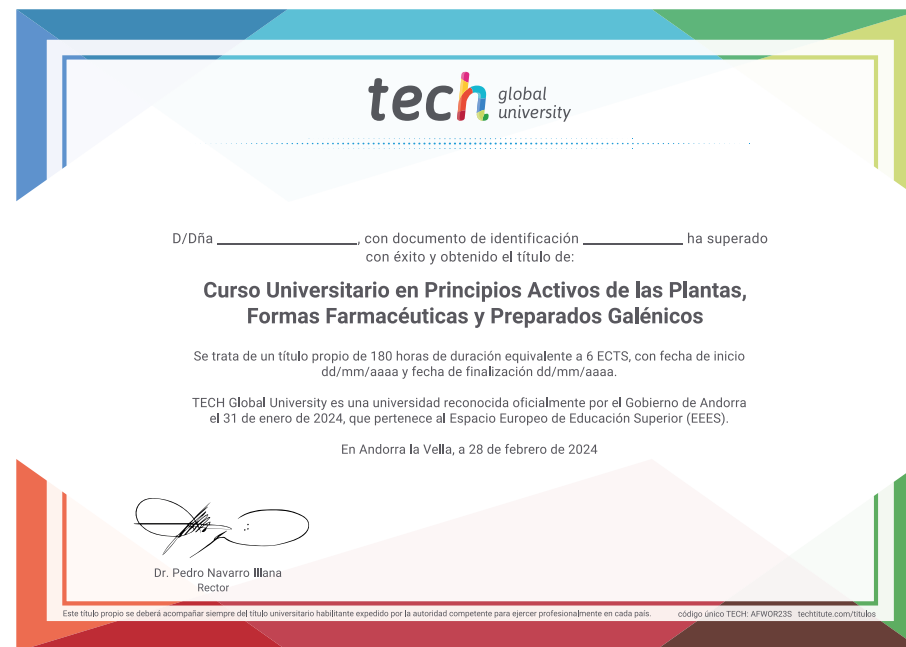 tech global university
D/Dña ____________________, con documento de identificación ______________ ha superado
con éxito y obtenido el título de:
Curso Universitario en Principios Activos de las Plantas,
Formas Farmacéuticas y Preparados Galénicos
Se trata de un título propio de 180 horas de duración equivalente a 6 ECTS, con fecha de inicio
dd/mm/aaaa y fecha de finalización dd/mm/aaaa.
TECH Global University es una universidad reconocida oficialmente por el Gobierno de Andorra
el 31 de enero de 2024, que pertenece al Espacio Europeo de Educación Superior (EEES).
En Andorra la Vella, a 28 de febrero de 2024
Dr. Pedro Navarro Illana
Rector
Este título propio se deberá acompañar siempre del título universitario habilitante expedido por la autoridad competente para ejercer profesionalmente en cada país.
código único TECH: AFWOR23S techtitute.com/titulos